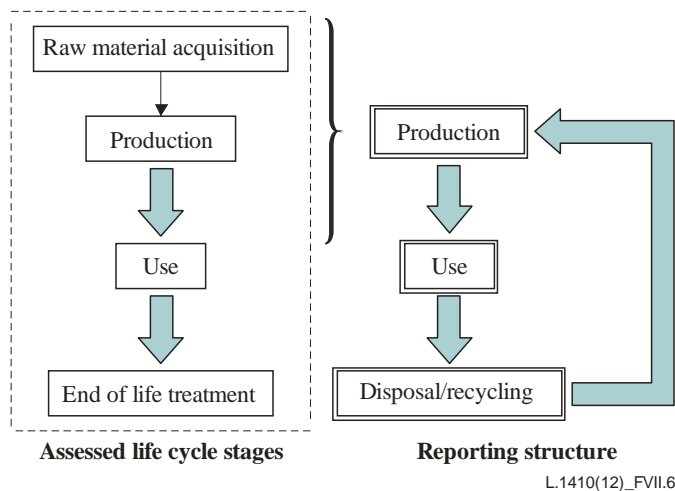 Raw material acquisition
Production
Use
End of life treatment
Assessed life cycle stages
Production
Use
Disposal/recycling
Reporting structure
L.1410(12)_FVII.6